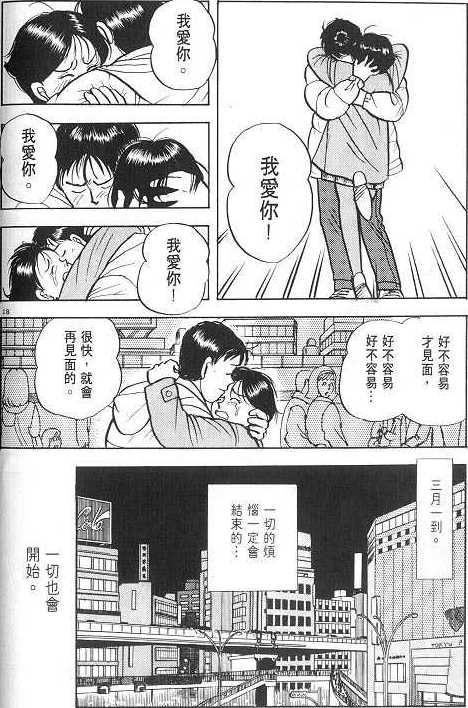 我愛你！
我愛你。
我愛你。
我愛你！
好不容易
才見面，
好不容易
好不容易…
很快，就會
再見面的。
18
三月一到。
一切的煩
惱一定會
結束的…
一切也會
開始。
TOKYU